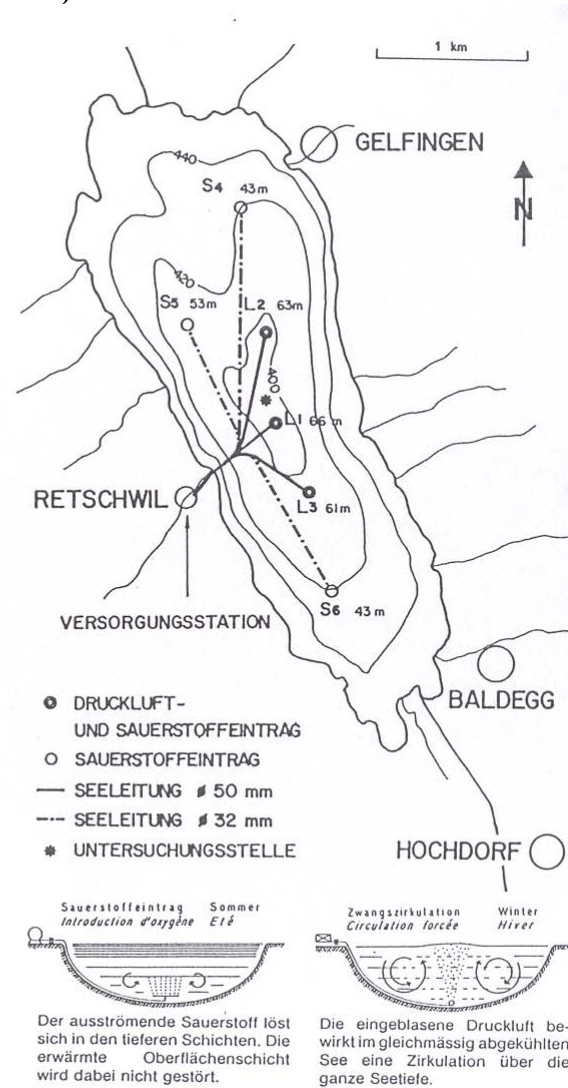 1 km
GELFINGEN
440
S4 43m
N
420
S5 53m
L2 63m
400
L1 66 m
RETSCHWIL
L3 61m
S6 43 m
VERSORGUNGSSTATION
BALDEGG
DRUCKLUFT-
UND SAUERSTOFFEINTRAG
SAUERSTOFFEINTRAG
SEELEITUNG ø 50 mm
SEELEITUNG ø 32 mm
UNTERSUCHUNGSSTELLE
HOCHDORF
Sauerstoffeintrag Sommer
Introduction d'oxygène Eté
Der ausströmende Sauerstoff löst
sich in den tieferen Schichten. Die
erwärmte Oberflächenschicht
wird dabei nicht gestört.
Zwangszirkulation Winter
Circulation forcée Hiver
Die eingeblasene Druckluft be-
wirkt im gleichmässig abgekühlten
See eine Zirkulation über die
ganze Seetiefe.